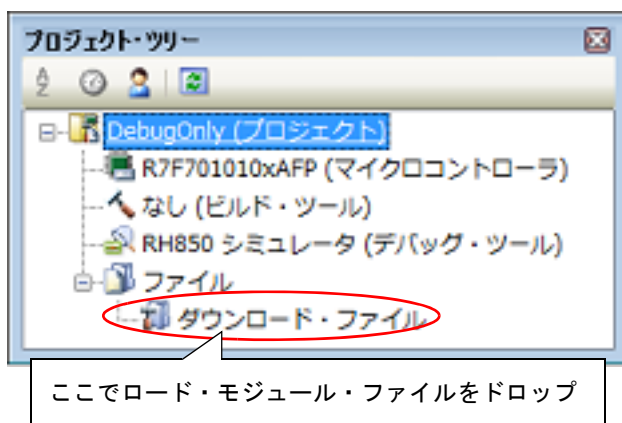 プロジェクト・ツリー
DebugOnly (プロジェクト)
R7F701010xAFP (マイクロコントローラ)
なし (ビルド・ツール)
RH850 シミュレータ (デバッグ・ツール)
ファイル
ダウンロード・ファイル
ここでロード・モジュール・ファイルをドロップ